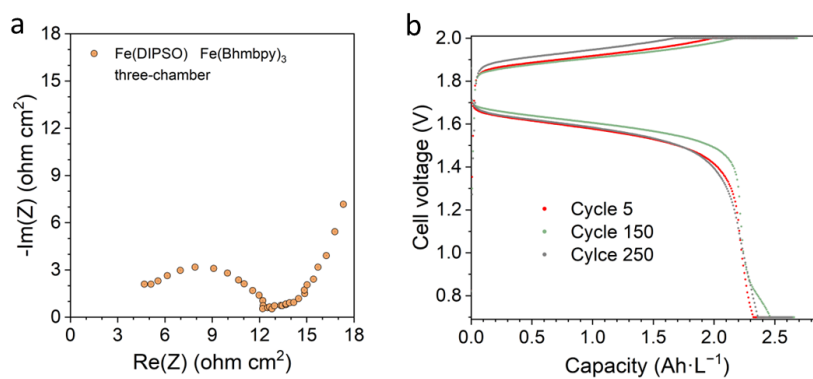 a
Fe(DIPSO) Fe(Bhmbpy)₃
three-chamber
15
12
9
6
3
0
-Im(Z) (ohm cm²)
0 3 6 9 12 15 18
Re(Z) (ohm cm²)
b
2.0
1.8
1.6
1.4
1.2
1.0
0.8
Cell voltage (V)
Cycle 5
Cycle 150
Cylce 250
0.0 0.5 1.0 1.5 2.0 2.5
Capacity (Ah·L⁻¹)